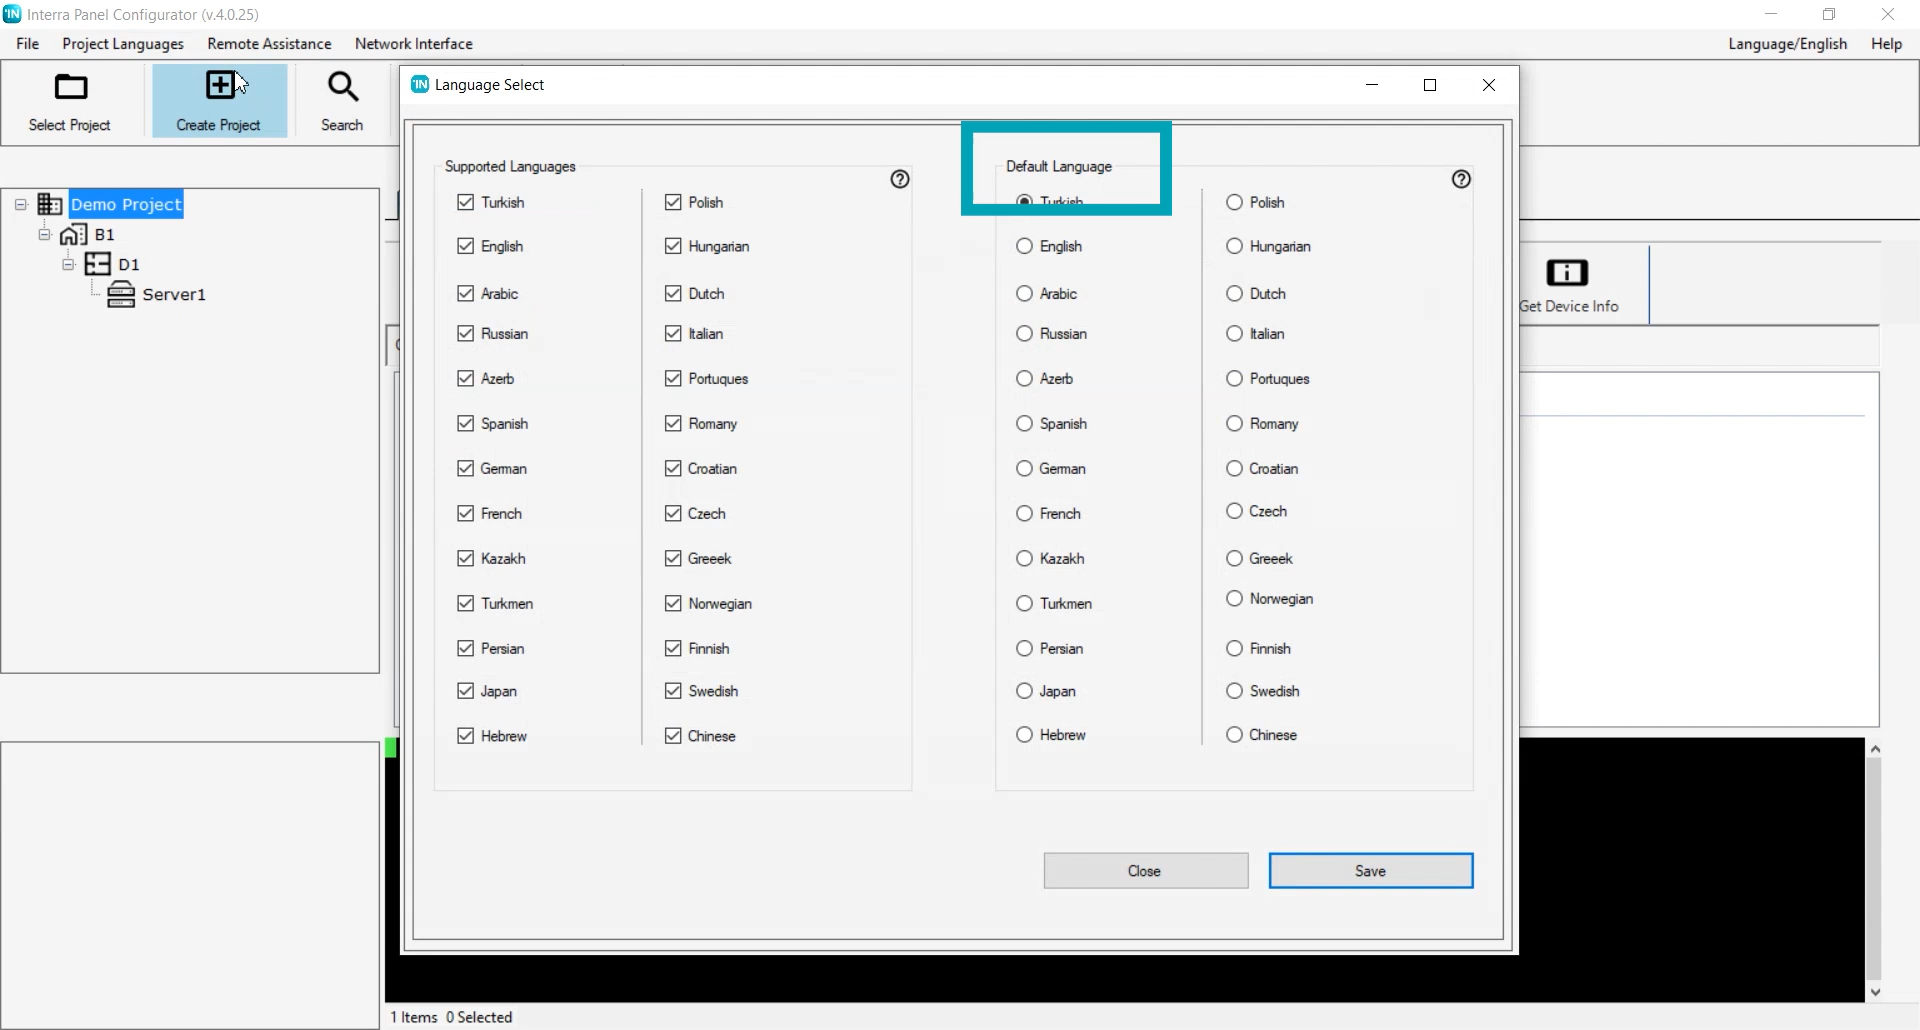 Interra Panel Configurator (v.4.0.25)
File Project Languages Remote Assistance Network Interface Language/English Help
Select Project Create Project Search
Language Select
Demo Project
B1
D1
Server1
Supported Languages
Turkish Polish
English Hungarian
Arabic Dutch
Russian Italian
Azerb Portuques
Spanish Romany
German Croatian
French Czech
Kazakh Greeek
Turkmen Norwegian
Persian Finnish
Japan Swedish
Hebrew Chinese
Default Language
Turkish Polish
English Hungarian
Arabic Dutch
Russian Italian
Azerb Portuques
Spanish Romany
German Croatian
French Czech
Kazakh Greeek
Turkmen Norwegian
Persian Finnish
Japan Swedish
Hebrew Chinese
Close Save
Get Device Info
1 Items 0 Selected